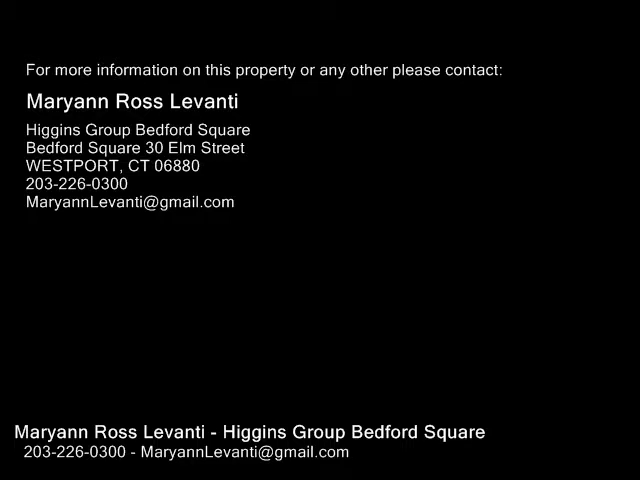 For more information on this property or any other please contact:
Maryann Ross Levanti
Higgins Group Bedford Square
Bedford Square 30 Elm Street
WESTPORT, CT 06880
203-226-0300
MaryannLevanti@gmail.com
Maryann Ross Levanti - Higgins Group Bedford Square
203-226-0300 - MaryannLevanti@gmail.com